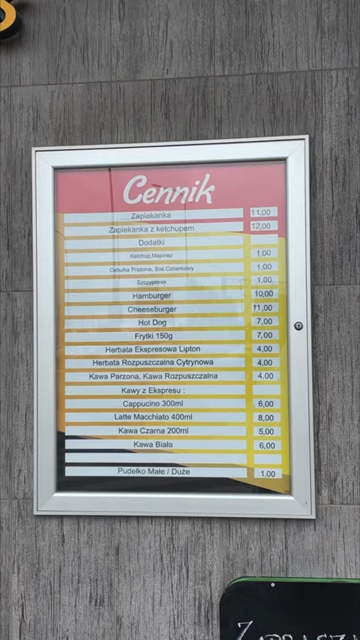 Cennik
Zapiekanka 11,00
Zapiekanka z ketchupem 12,00
Dodatki
Ketchup,Majonez 1,00
Cebulka Prażona, Sos Czosnkowy 1,00
Szczypiorek 1,00
Hamburger 10,00
Cheeseburger 11,00
Hot Dog 7,00
Frytki 150g 7,00
Herbata Ekspresowa Lipton 4,00
Herbata Rozpuszczalna Cytrynowa 4,00
Kawa Parzona, Kawa Rozpuszczalna 4.00
Kawy z Ekspresu :
Cappucino 300ml 6,00
Latte Macchiato 400ml 8,00
Kawa Czarna 200ml 5,00
Kawa Biała 6,00
Pudełko Małe / Duże 1,00